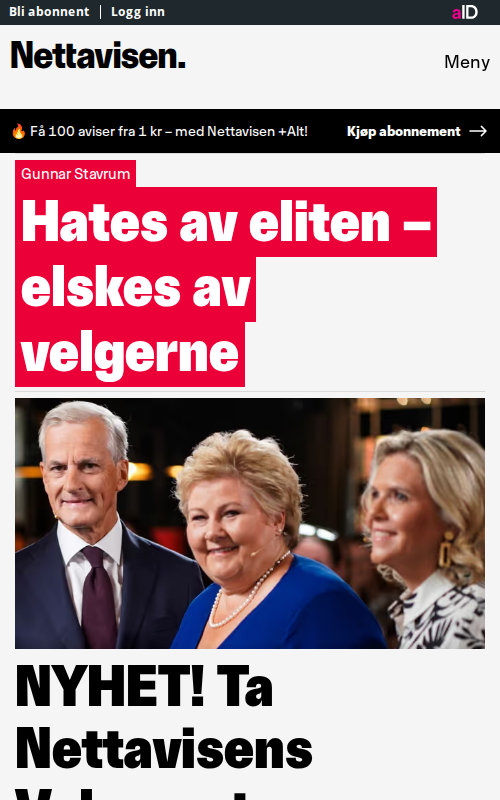 Bli abonnent
Logg inn
aID
Nettavisen.
Meny
🔥 Få 100 aviser fra 1 kr – med Nettavisen +Alt!
Kjøp abonnement →
Gunnar Stavrum
Hates av eliten –
elskes av
velgerne
NYHET! Ta
Nettavisens